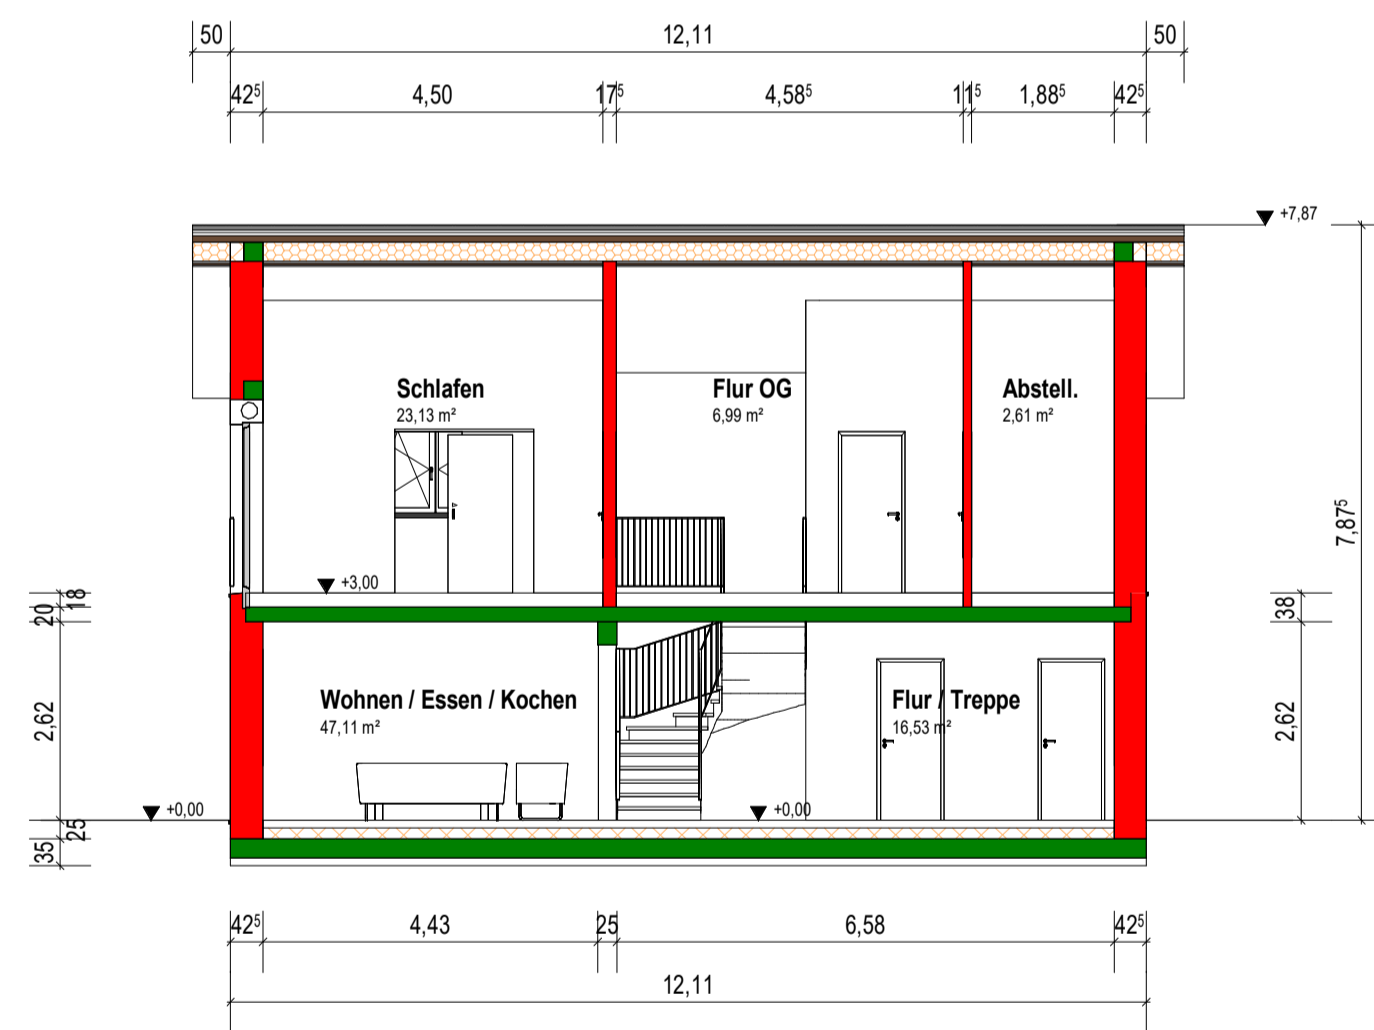 50 12,11 50
42⁵ 4,50 17⁵ 4,58⁵ 11⁵ 1,88⁵ 42⁵
+7,87
Schlafen
23,13 m²
Flur OG
6,99 m²
Abstell.
2,61 m²
7,87⁵
+3,00
18
20
38
Wohnen / Essen / Kochen
47,11 m²
Flur / Treppe
16,53 m²
2,62
2,62
+0,00
+0,00
25
35
42⁵ 4,43 25 6,58 42⁵
12,11